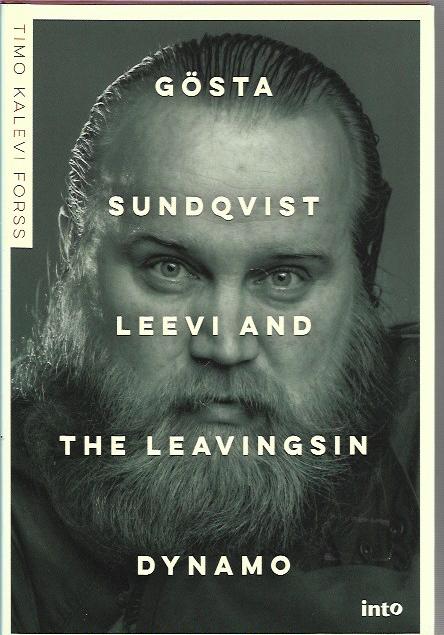 TIMO KALEVI FORSS
GÖSTA
SUNDQVIST
LEEVI AND
THE LEAVINGSIN
DYNAMO
into